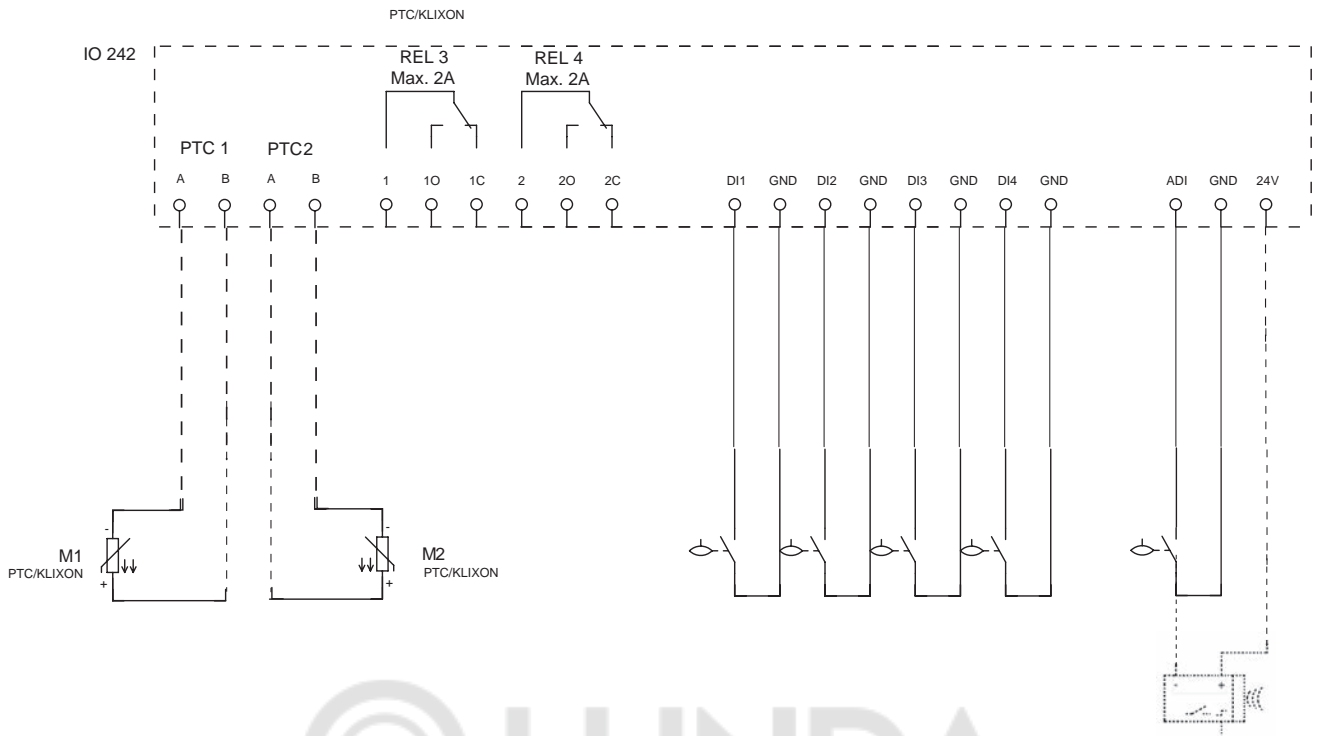 PTC/KLIXON
IO 242
REL 3
Max. 2A
REL 4
Max. 2A
PTC 1 PTC2
A B A B 1 1O 1C 2 2O 2C DI1 GND DI2 GND DI3 GND DI4 GND ADI GND 24V
-
M1
PTC/KLIXON
+
-
M2
PTC/KLIXON
+
- +
LUNDA